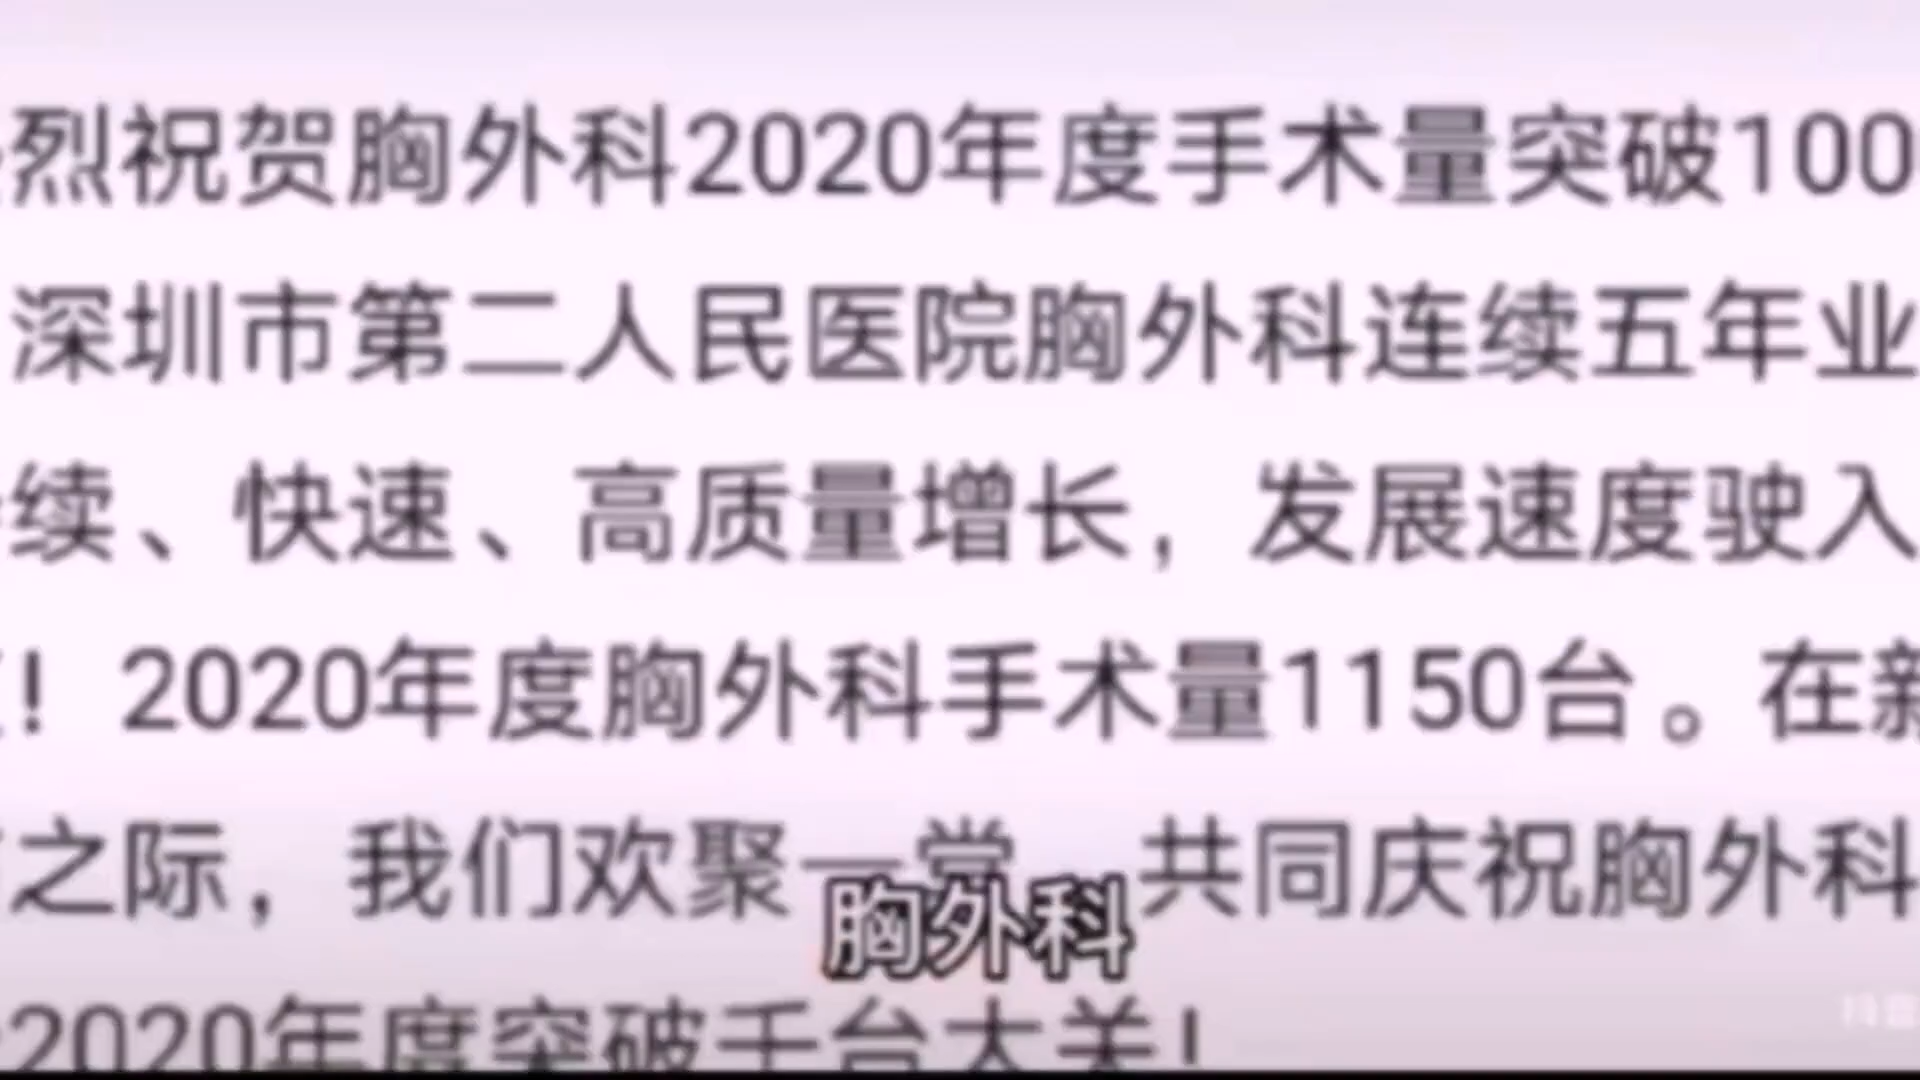 烈祝贺胸外科2020年度手术量突破100
深圳市第二人民医院胸外科连续五年业
续、快速、高质量增长，发展速度驶入
！2020年度胸外科手术量1150台。在新
之际，我们欢聚一堂 共同庆祝胸外科
胸外科
2020年度突破千台大关！
抖音